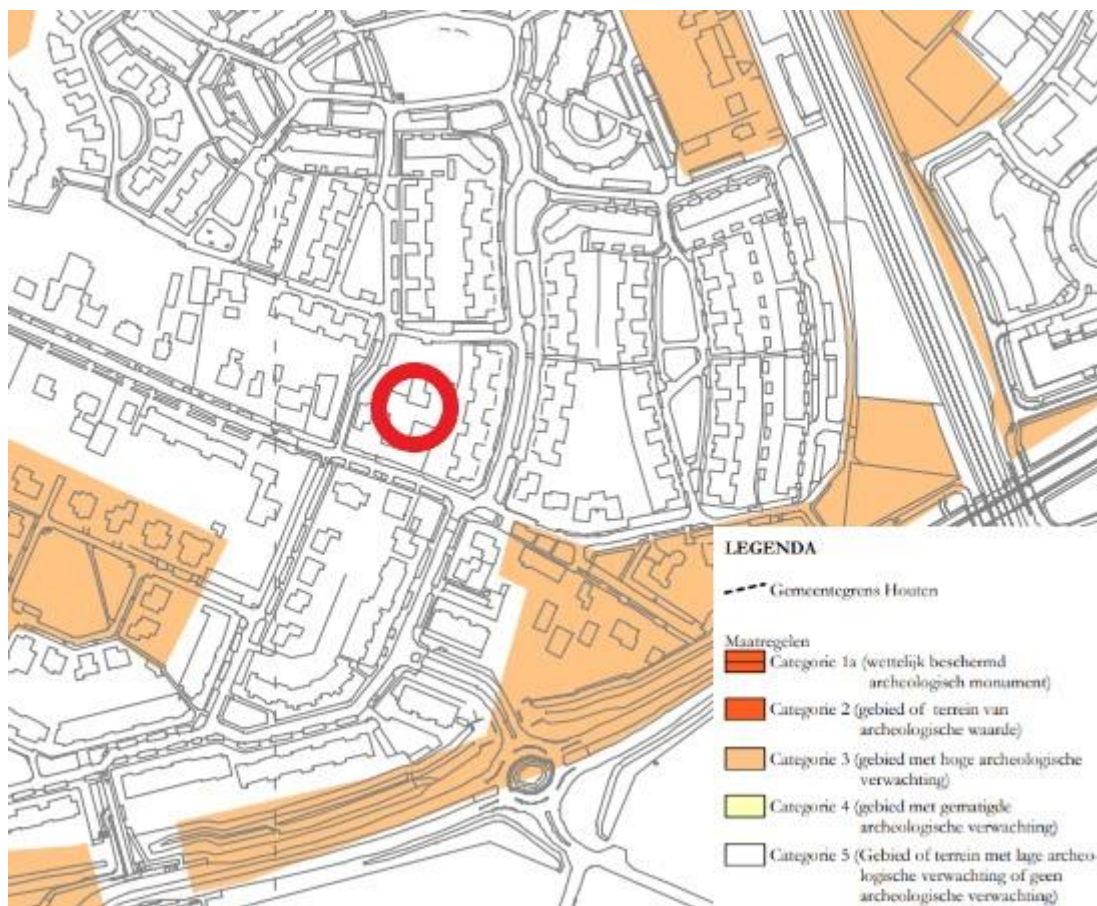 LEGENDA
Gemeentegrens Houten
Maatregelen
Categorie 1a (wettelijk beschermd
archeologisch monument)
Categorie 2 (gebied of terrein van
archeologische waarde)
Categorie 3 (gebied met hoge archeologische
verwachting)
Categorie 4 (gebied met gematigde
archeologische verwachting)
Categorie 5 (Gebied of terrein met lage archeo
logische verwachting of geen
archeologische verwachting)